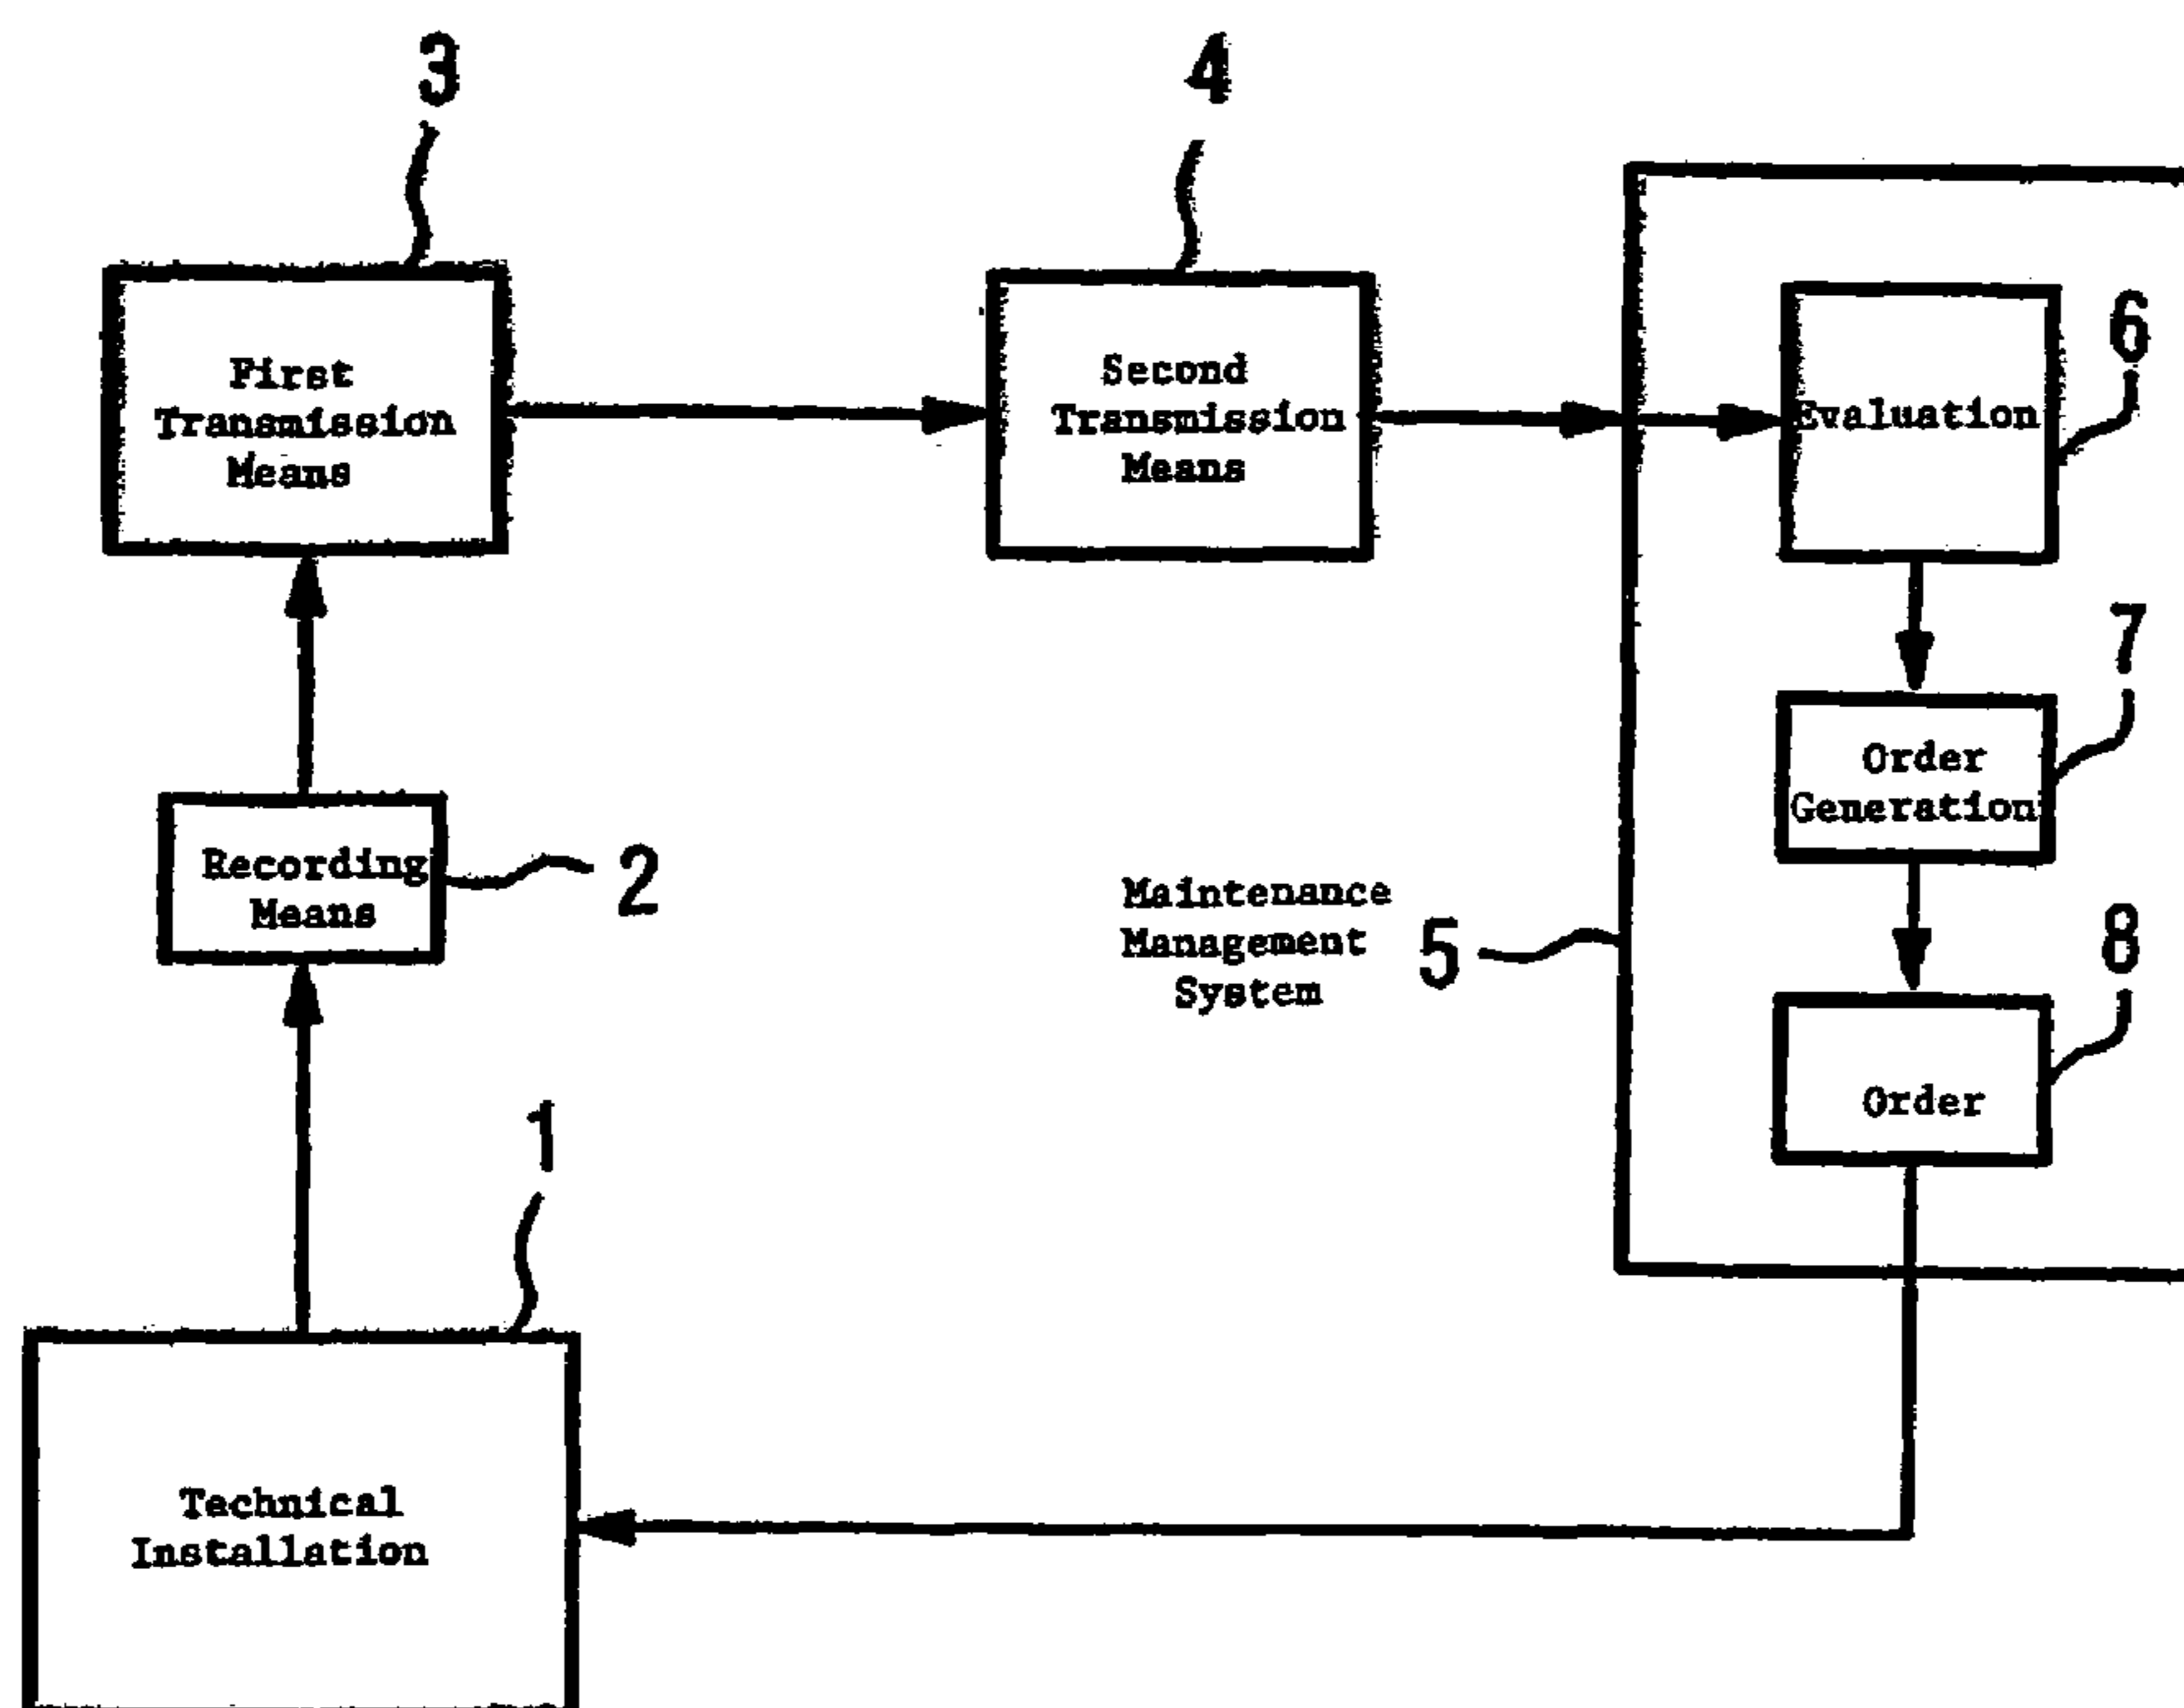 3
4
First
Transmission
Means
Second
Transmission
Means
Evaluation
6
7
Order
Generation
Recording
Means
2
Maintenance
Management
System
5
8
Order
1
Technical
Installation